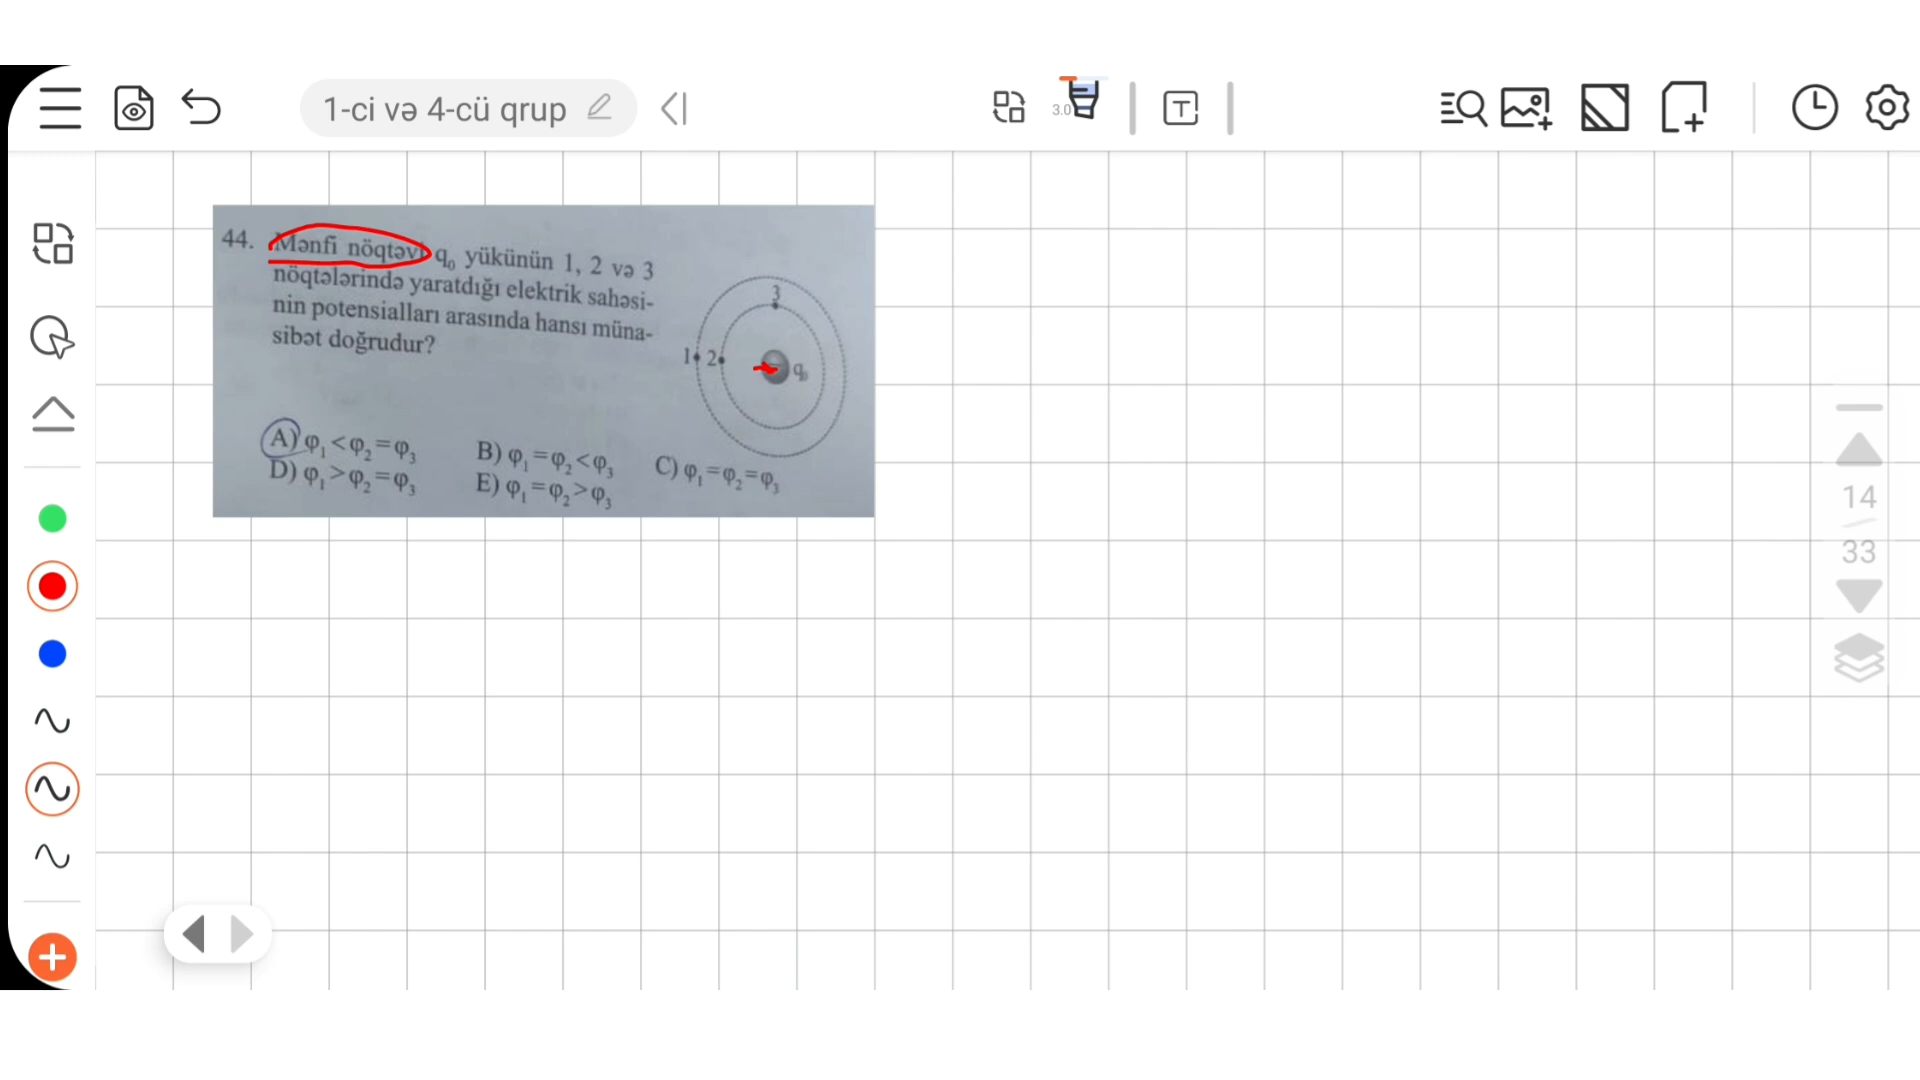 1-ci və 4-cü qrup
3.0
T
44. Mənfi nöqtəvi q₀ yükünün 1, 2 və 3
nöqtələrində yaratdığı elektrik sahəsi-
nin potensialları arasında hansı müna-
sibət doğrudur?
3
1 2 q₀
A) φ₁<φ₂=φ₃ B) φ₁=φ₂<φ₃ C) φ₁=φ₂=φ₃
D) φ₁>φ₂=φ₃ E) φ₁=φ₂>φ₃
14
33